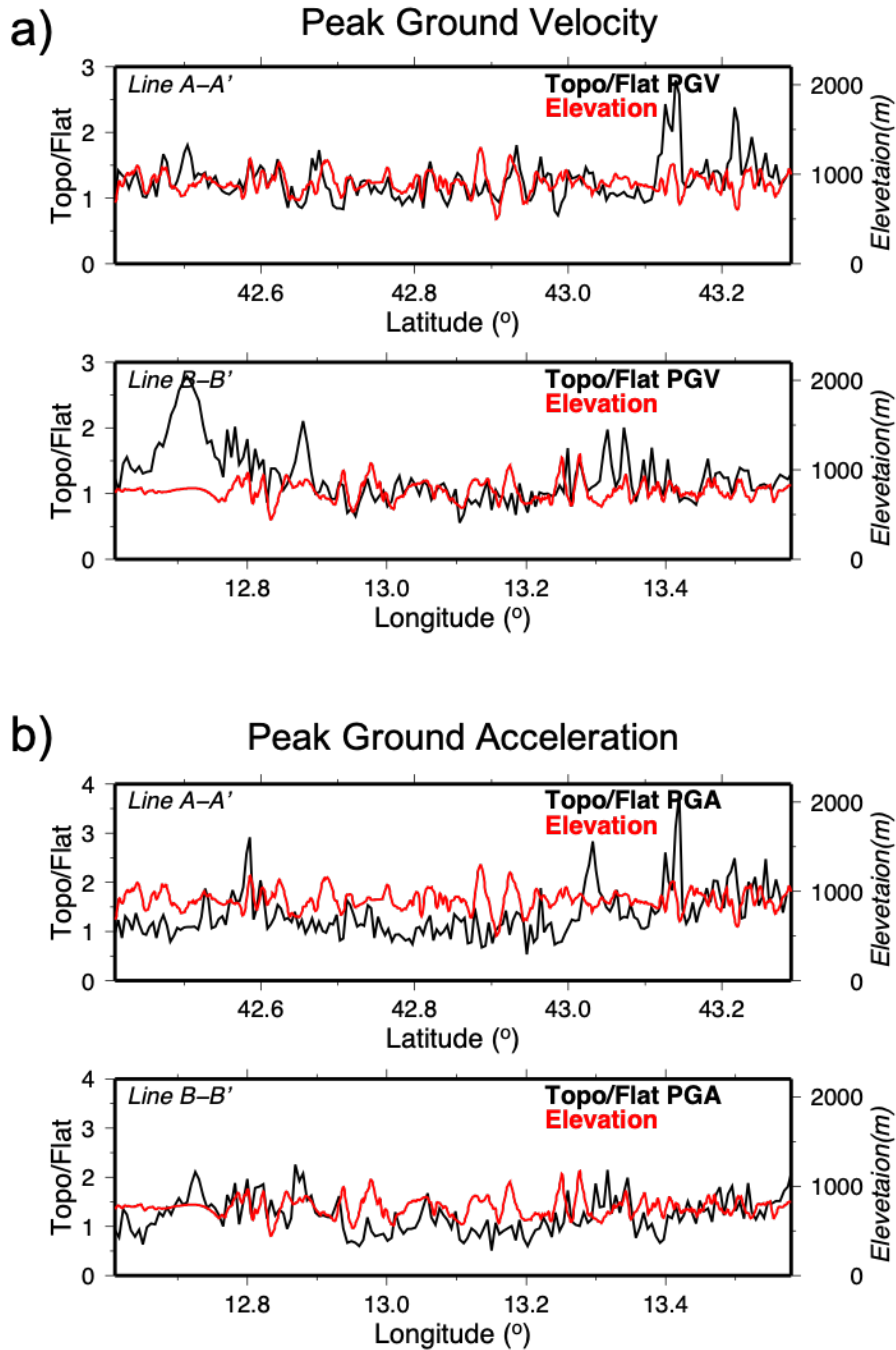 a)
Peak Ground Velocity
Line A–A'
Topo/Flat PGV
Elevation
3
2
1
0
Topo/Flat
2000
1000
0
Elevetaion(m)
42.6 42.8 43.0 43.2
Latitude (o)
Line B–B'
Topo/Flat PGV
Elevation
3
2
1
0
Topo/Flat
2000
1000
0
Elevetaion(m)
12.8 13.0 13.2 13.4
Longitude (o)
b)
Peak Ground Acceleration
Line A–A'
Topo/Flat PGA
Elevation
4
3
2
1
0
Topo/Flat
2000
1000
0
Elevetaion(m)
42.6 42.8 43.0 43.2
Latitude (o)
Line B–B'
Topo/Flat PGA
Elevation
4
3
2
1
0
Topo/Flat
2000
1000
0
Elevetaion(m)
12.8 13.0 13.2 13.4
Longitude (o)